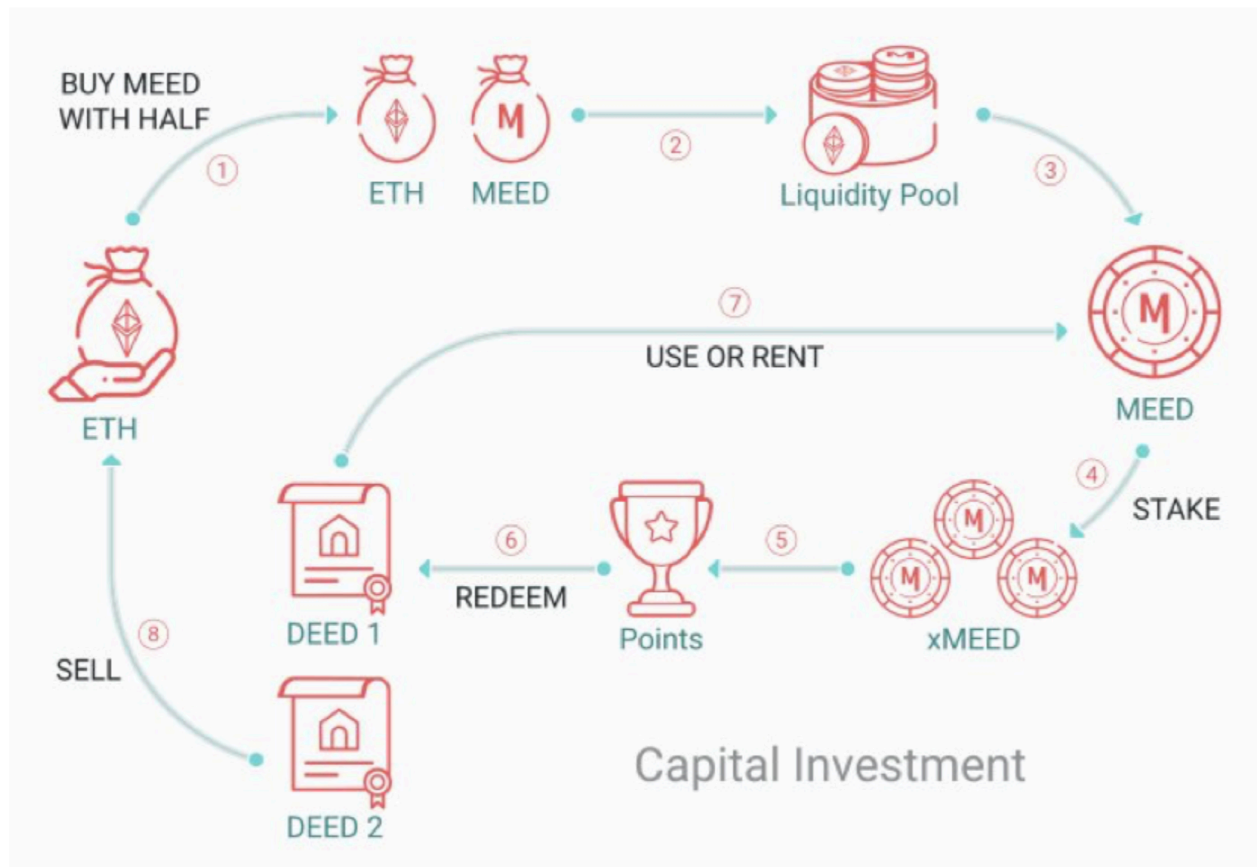 BUY MEED
WITH HALF
①
ETH
MEED
②
Liquidity Pool
③
ETH
⑦
USE OR RENT
M
MEED
④
STAKE
M
M
M
xMEED
⑤
Points
⑥
REDEEM
DEED 1
⑧
SELL
DEED 2
Capital Investment